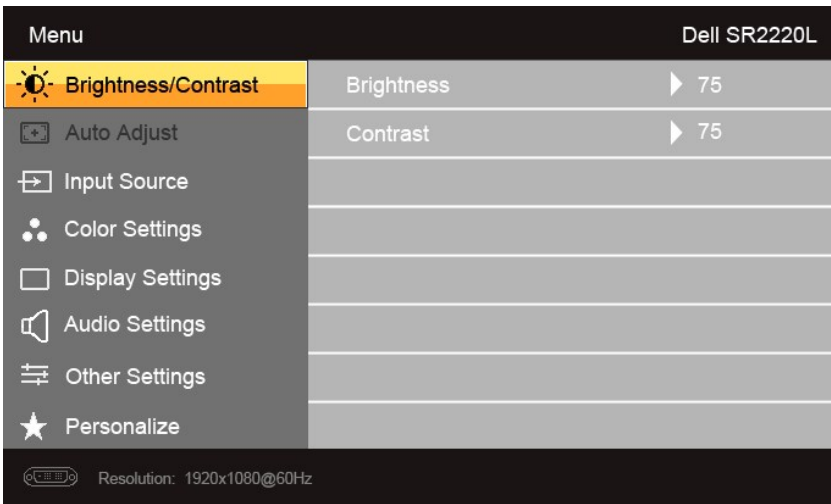 Menu Dell SR2220L
Brightness/Contrast Brightness 75
Auto Adjust Contrast 75
Input Source
Color Settings
Display Settings
Audio Settings
Other Settings
Personalize
Resolution: 1920x1080@60Hz